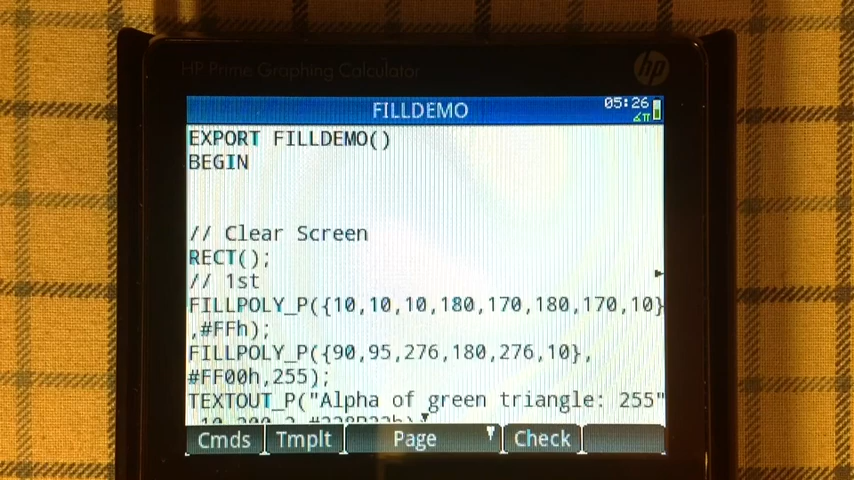 HP Prime Graphing Calculator
hp
FILLDEMO
05:26
∡π
EXPORT FILLDEMO()
BEGIN
// Clear Screen
RECT();
// 1st
FILLPOLY_P({10,10,10,180,170,180,170,10}
,#FFh);
FILLPOLY_P({90,95,276,180,276,10},
#FF00h,255);
TEXTOUT_P("Alpha of green triangle: 255"
Cmds Tmplt Page Check